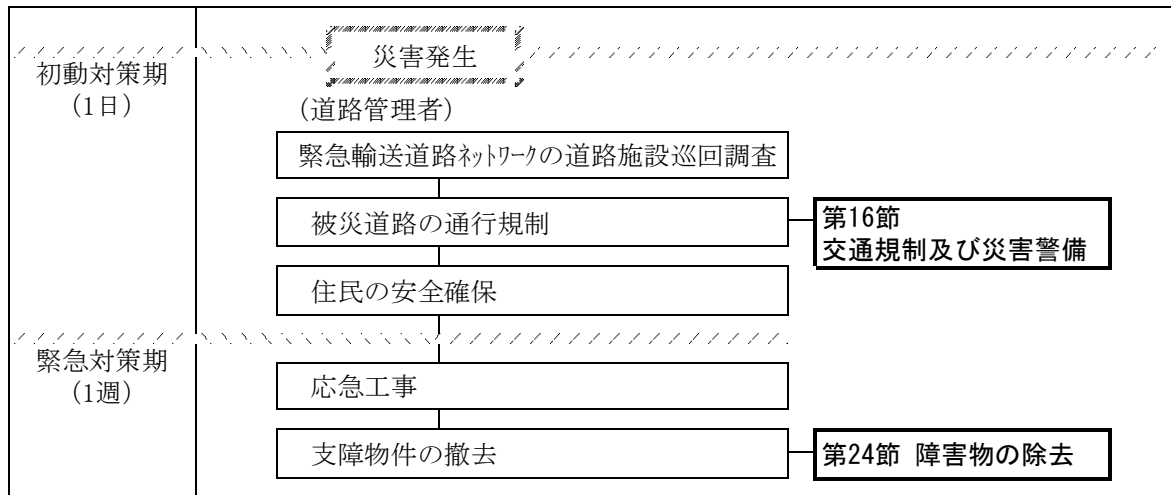 災害発生
初動対策期
(1日)
(道路管理者)
緊急輸送道路ネットワークの道路施設巡回調査
被災道路の通行規制
第16節
交通規制及び災害警備
住民の安全確保
緊急対策期
(1週)
応急工事
支障物件の撤去
第24節 障害物の除去